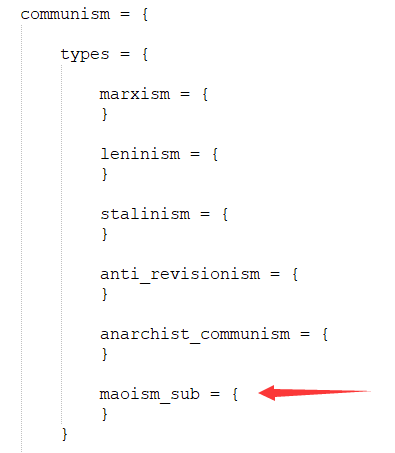 communism = {
types = {
marxism = {
}
leninism = {
}
stalinism = {
}
anti_revisionism = {
}
anarchist_communism = {
}
maoism_sub = {
}
}